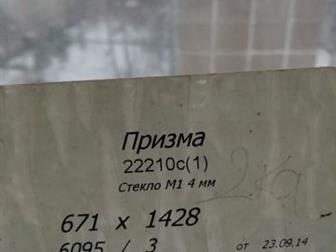 Призма
22210с(1)
Стекло М1 4 мм
671 x 1428
6095 / 3 от 23.09.14